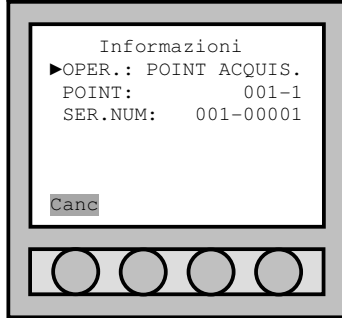 Informazioni
►OPER.: POINT ACQUIS.
POINT: 001-1
SER.NUM: 001-00001
Canc